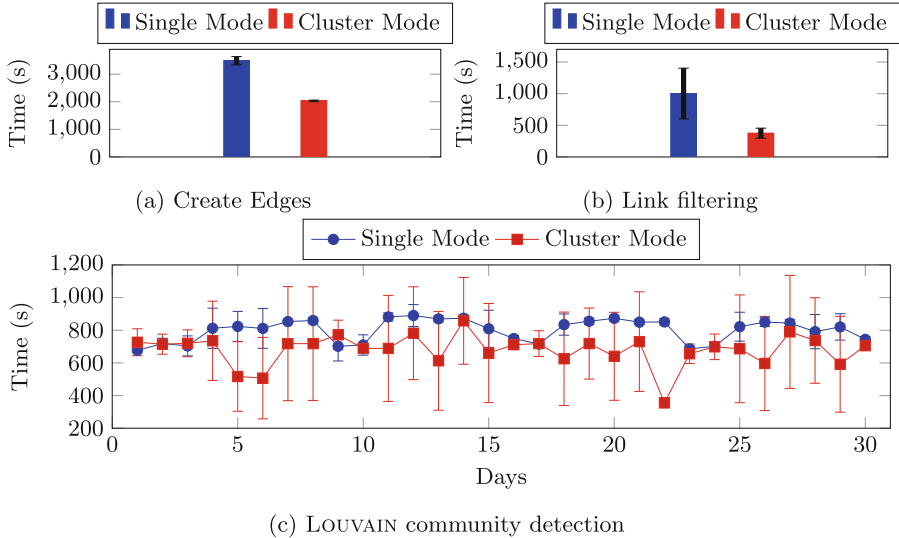 Single Mode Cluster Mode
Time (s)
3,000
2,000
1,000
0
(a) Create Edges
Single Mode Cluster Mode
Time (s)
1,500
1,000
500
0
(b) Link filtering
Single Mode Cluster Mode
Time (s)
1,200
1,000
800
600
400
200
0 5 10 15 20 25 30
Days
(c) LOUVAIN community detection